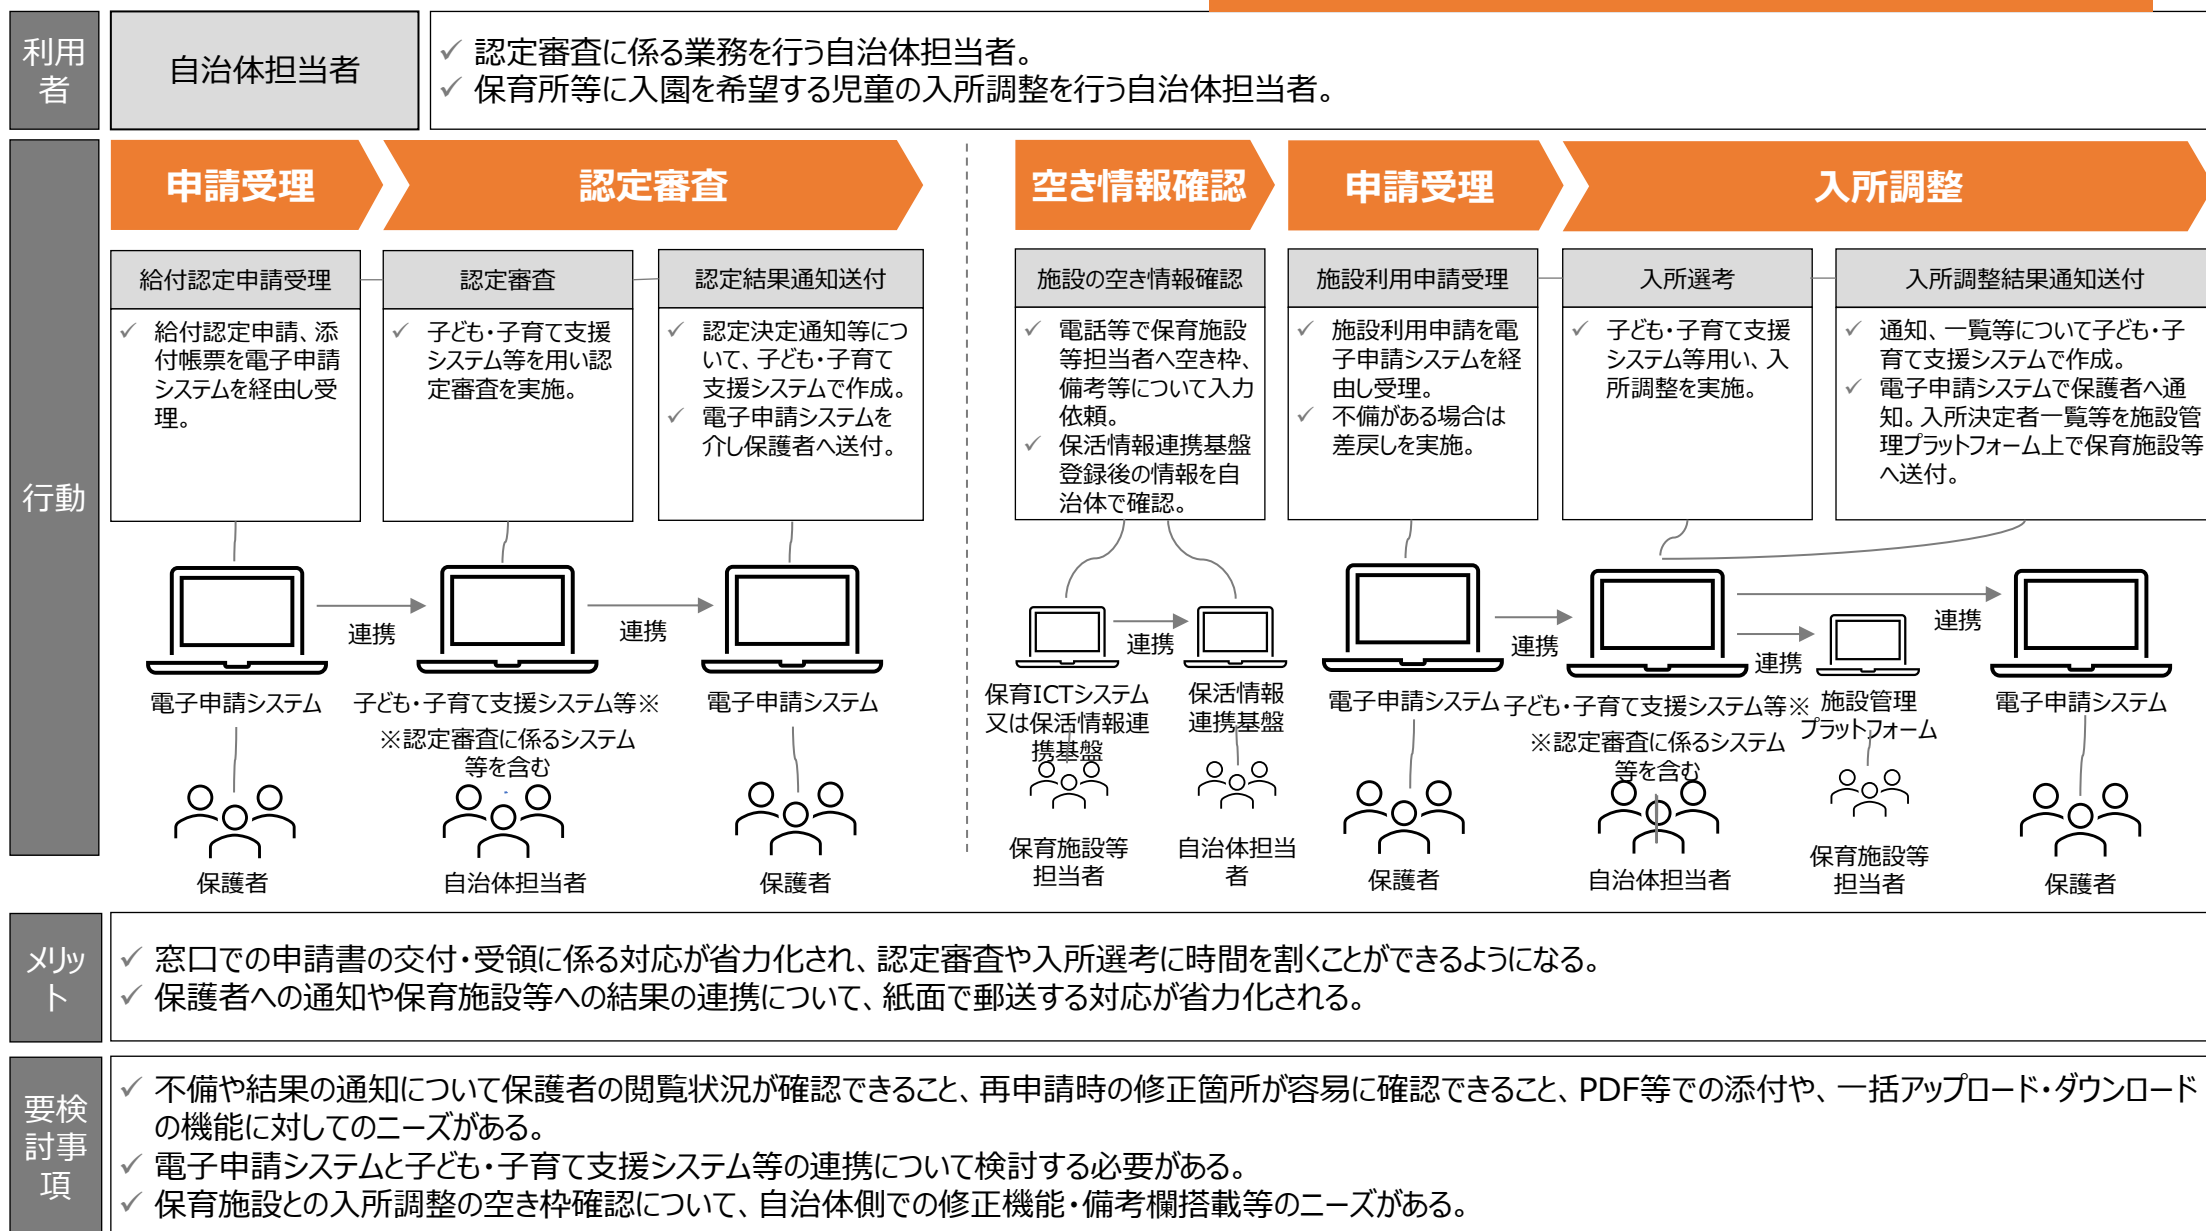 利用
者
自治体担当者
認定審査に係る業務を行う自治体担当者。
保育所等に入園を希望する児童の入所調整を行う自治体担当者。
行動
申請受理
認定審査
空き情報確認
申請受理
入所調整
給付認定申請受理
給付認定申請、添
付帳票を電子申請
システムを経由し受
理。
認定審査
子ども・子育て支援
システム等を用い認
定審査を実施。
認定結果通知送付
認定決定通知等につ
いて、子ども・子育て
支援システムで作成。
電子申請システムを
介し保護者へ送付。
施設の空き情報確認
電話等で保育施設
等担当者へ空き枠、
備考等について入力
依頼。
保活情報連携基盤
登録後の情報を自
治体で確認。
施設利用申請受理
施設利用申請を電
子申請システムを経
由し受理。
不備がある場合は
差戻しを実施。
入所選考
子ども・子育て支援
システム等用い、入
所調整を実施。
入所調整結果通知送付
通知、一覧等について子ども・子
育て支援システムで作成。
電子申請システムで保護者へ通
知。入所決定者一覧等を施設管
理プラットフォーム上で保育施設等
へ送付。
連携
連携
連携
連携
連携
連携
電子申請システム
保護者
子ども・子育て支援システム等※
※認定審査に係るシステム
等を含む
自治体担当者
電子申請システム
保護者
保育ICTシステム
又は保活情報連
携基盤
保育施設等
担当者
保活情報
連携基盤
自治体担当
者
電子申請システム
保護者
子ども・子育て支援システム等※
※認定審査に係るシステム
等を含む
自治体担当者
施設管理
プラットフォーム
保育施設等
担当者
電子申請システム
保護者
メリッ
ト
窓口での申請書の交付・受領に係る対応が省力化され、認定審査や入所選考に時間を割くことができるようになる。
保護者への通知や保育施設等への結果の連携について、紙面で郵送する対応が省力化される。
要検
討事
項
不備や結果の通知について保護者の閲覧状況が確認できること、再申請時の修正箇所が容易に確認できること、PDF等での添付や、一括アップロード・ダウンロード
の機能に対してのニーズがある。
電子申請システムと子ども・子育て支援システム等の連携について検討する必要がある。
保育施設との入所調整の空き枠確認について、自治体側での修正機能・備考欄搭載等のニーズがある。